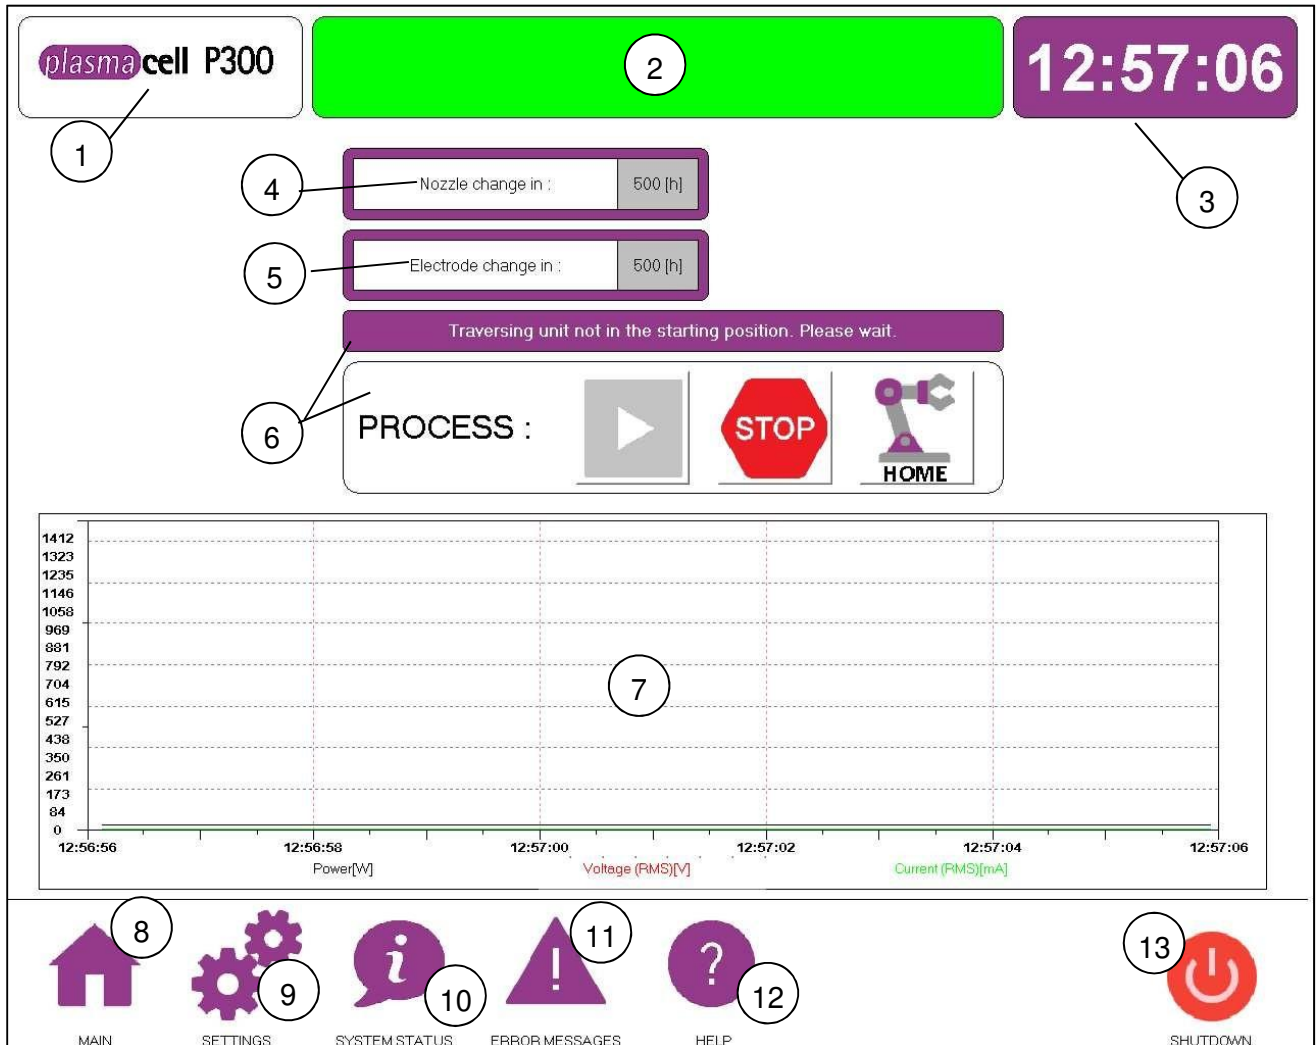 plasma cell P300
2
12:57:06
1
3
4
Nozzle change in :
500 [h]
5
Electrode change in :
500 [h]
Traversing unit not in the starting position. Please wait.
6
PROCESS :
STOP
HOME
1412
1323
1235
1146
1058
969
881
792
704
615
527
438
350
261
173
84
0
7
12:56:56 12:56:58 12:57:00 12:57:02 12:57:04 12:57:06
Power[W] Voltage (RMS)[V] Current (RMS)[mA]
8
9
i
10
!
11
?
12
13
MAIN SETTINGS SYSTEM STATUS ERROR MESSAGES HELP SHUTDOWN